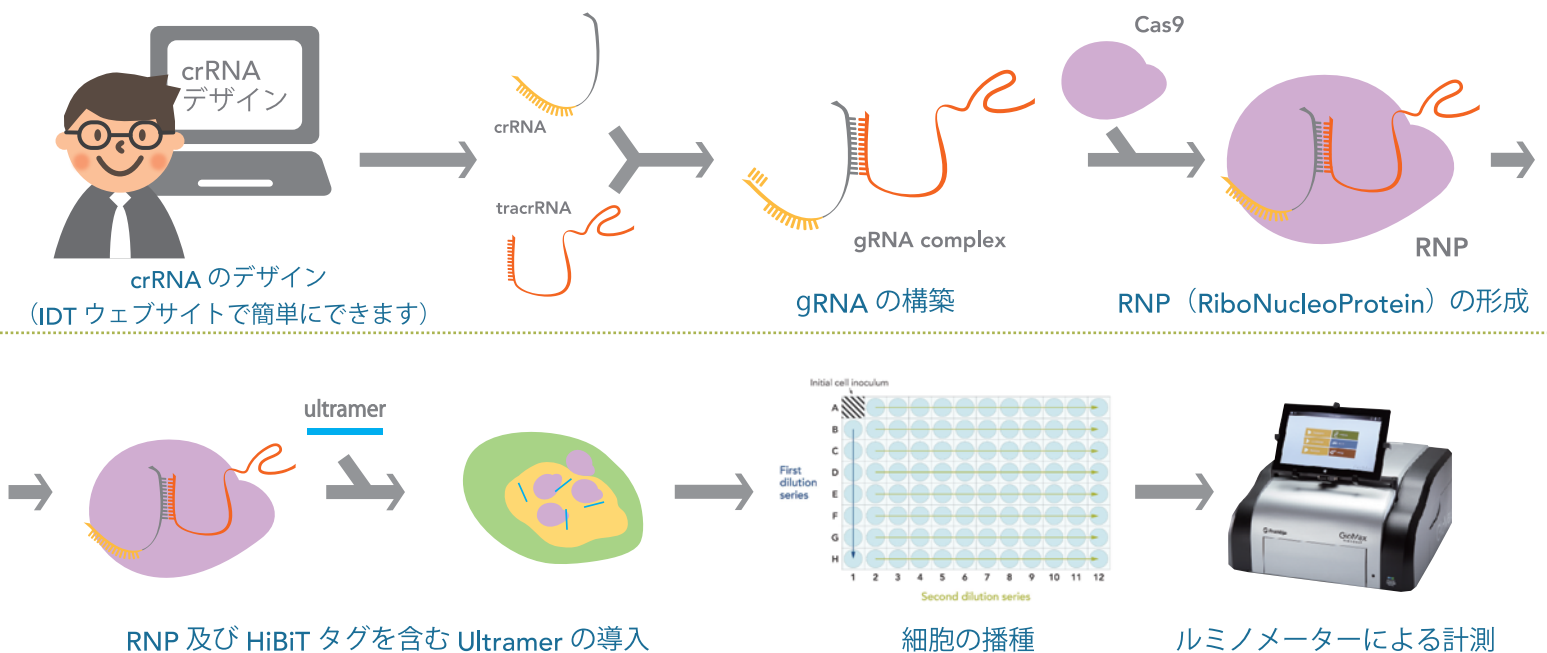 crRNA
デザイン
crRNA のデザイン
（IDT ウェブサイトで簡単にできます）
crRNA
tracrRNA
gRNA complex
gRNA の構築
Cas9
RNP
RNP（RiboNucleoProtein）の形成
ultramer
RNP 及び HiBiT タグを含む Ultramer の導入
Initial cell inoculum
A
B
C
D
E
F
G
H
First
dilution
series
1 2 3 4 5 6 7 8 9 10 11 12
Second dilution series
細胞の播種
Promega
GloMax
ルミノメーターによる計測